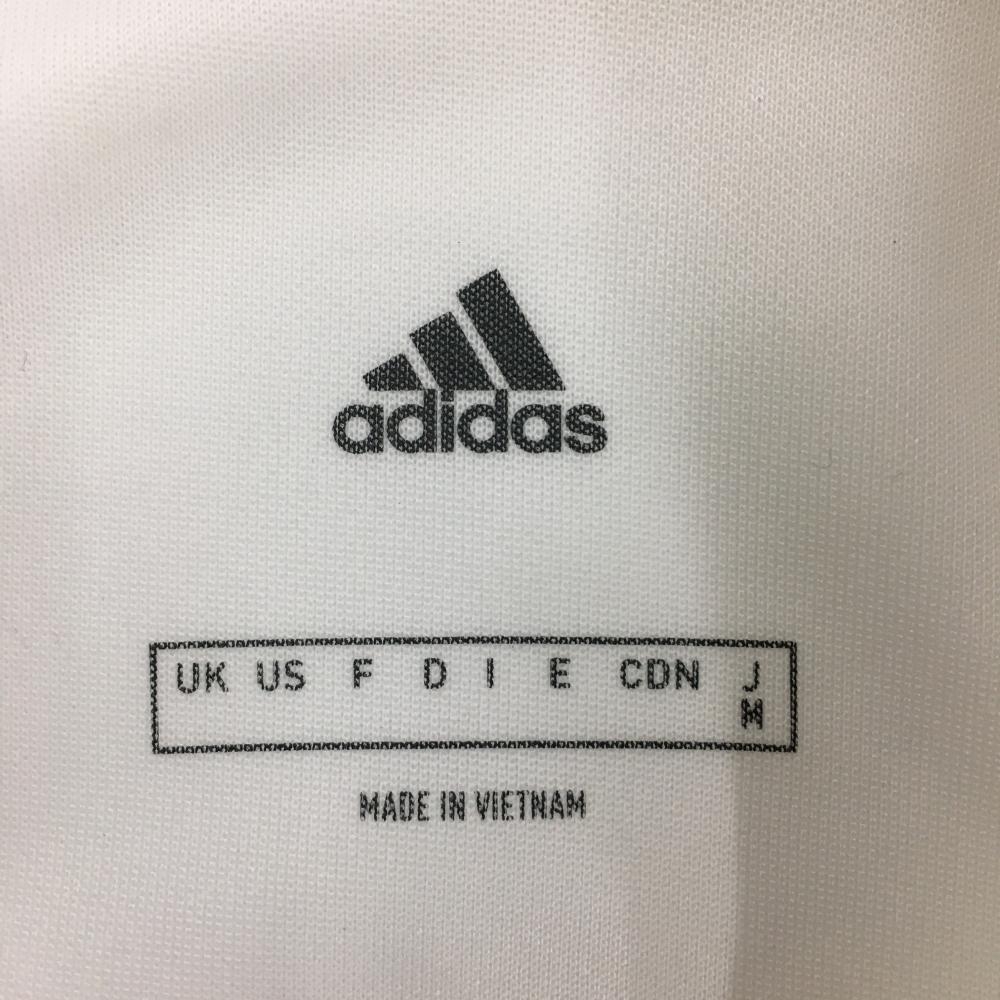 adidas
UK US F D I E CDN J
M
MADE IN VIETNAM